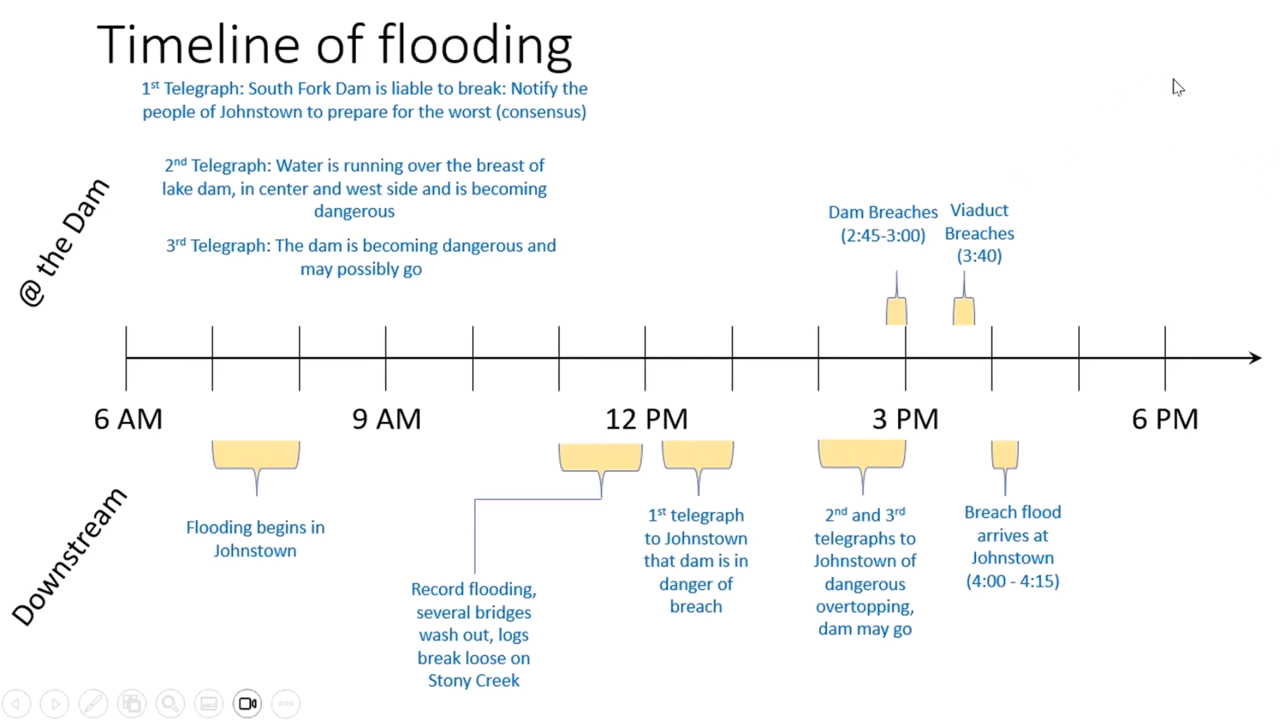 Timeline of flooding
1st Telegraph: South Fork Dam is liable to break: Notify the
people of Johnstown to prepare for the worst (consensus)
2nd Telegraph: Water is running over the breast of
lake dam, in center and west side and is becoming
dangerous
3rd Telegraph: The dam is becoming dangerous and
may possibly go
@ the Dam
Dam Breaches
(2:45-3:00)
Viaduct
Breaches
(3:40)
6 AM
9 AM
12 PM
3 PM
6 PM
Downstream
Flooding begins in
Johnstown
Record flooding,
several bridges
wash out, logs
break loose on
Stony Creek
1st telegraph
to Johnstown
that dam is in
danger of
breach
2nd and 3rd
telegraphs to
Johnstown of
dangerous
overtopping,
dam may go
Breach flood
arrives at
Johnstown
(4:00 - 4:15)